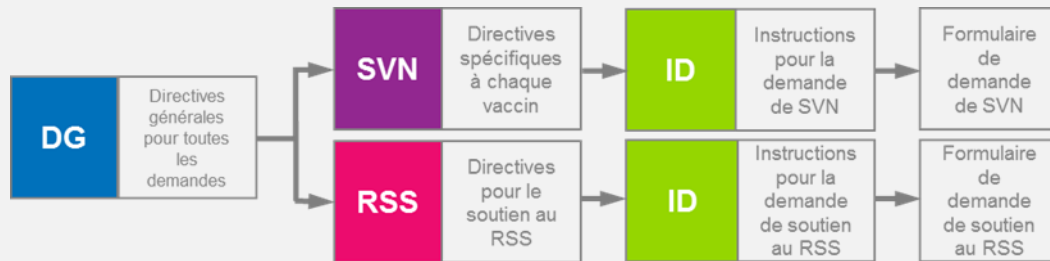 DG
Directives
générales
pour toutes
les
demandes
SVN
Directives
spécifiques
à chaque
vaccin
ID
Instructions
pour la
demande
de SVN
Formulaire
de
demande
de SVN
RSS
Directives
pour le
soutien au
RSS
ID
Instructions
pour la
demande
de soutien
au RSS
Formulaire
de
demande
de soutien
au RSS